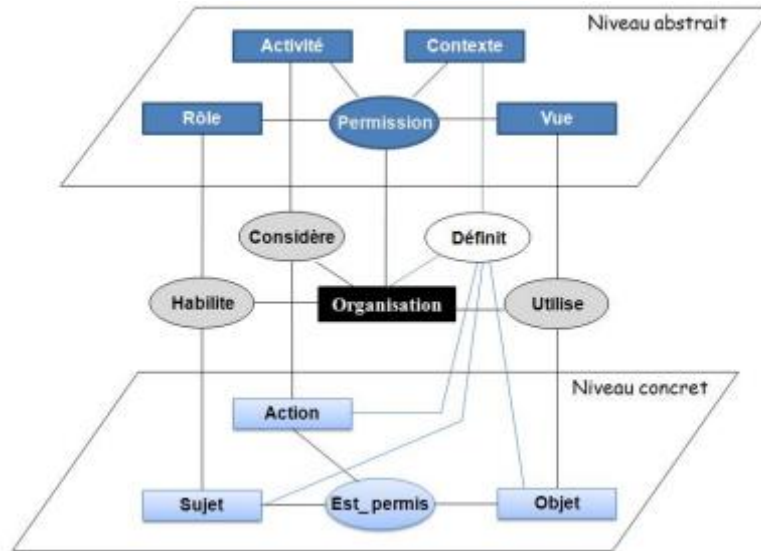 Niveau abstrait
Activité
Contexte
Rôle
Permission
Vue
Considère
Définit
Habilite
Organisation
Utilise
Niveau concret
Action
Sujet
Est_permis
Objet